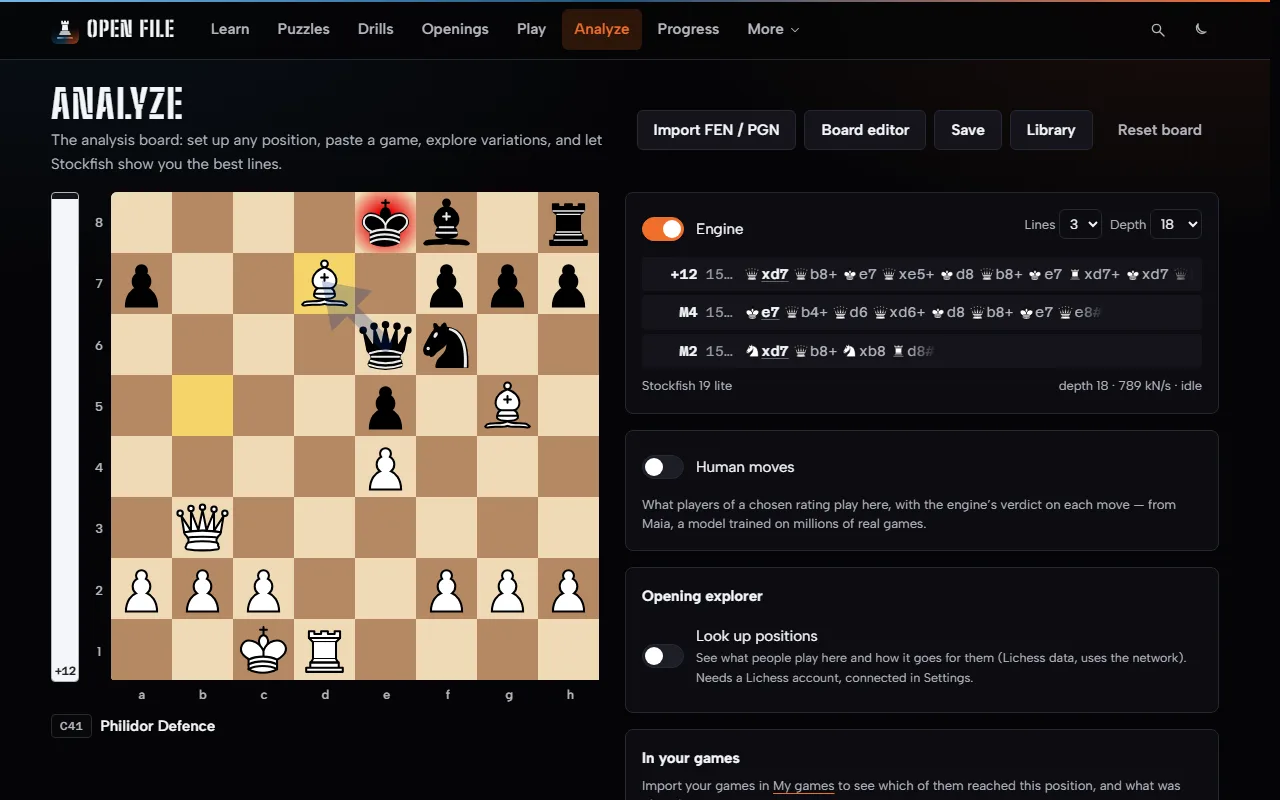 OPEN FILE
Learn
Puzzles
Drills
Openings
Play
Analyze
Progress
More
ANALYZE
The analysis board: set up any position, paste a game, explore variations, and let
Stockfish show you the best lines.
Import FEN / PGN
Board editor
Save
Library
Reset board
8
7
6
5
4
3
2
1
a
b
c
d
e
f
g
h
+12
C41
Philidor Defence
Engine
Lines
3
Depth
18
+12 15… ♛xd7 ♛b8+ ♚e7 ♛xe5+ ♚d8 ♛b8+ ♚e7 ♜xd7+ ♚xd7 ♛
M4 15… ♚e7 ♛b4+ ♛d6 ♛xd6+ ♚d8 ♛b8+ ♚e7 ♛e8#
M2 15… ♞xd7 ♛b8+ ♞xb8 ♜d8#
Stockfish 19 lite
depth 18 · 789 kN/s · idle
Human moves
What players of a chosen rating play here, with the engine’s verdict on each move — from
Maia, a model trained on millions of real games.
Opening explorer
Look up positions
See what people play here and how it goes for them (Lichess data, uses the network).
Needs a Lichess account, connected in Settings.
In your games
Import your games in My games to see which of them reached this position, and what was